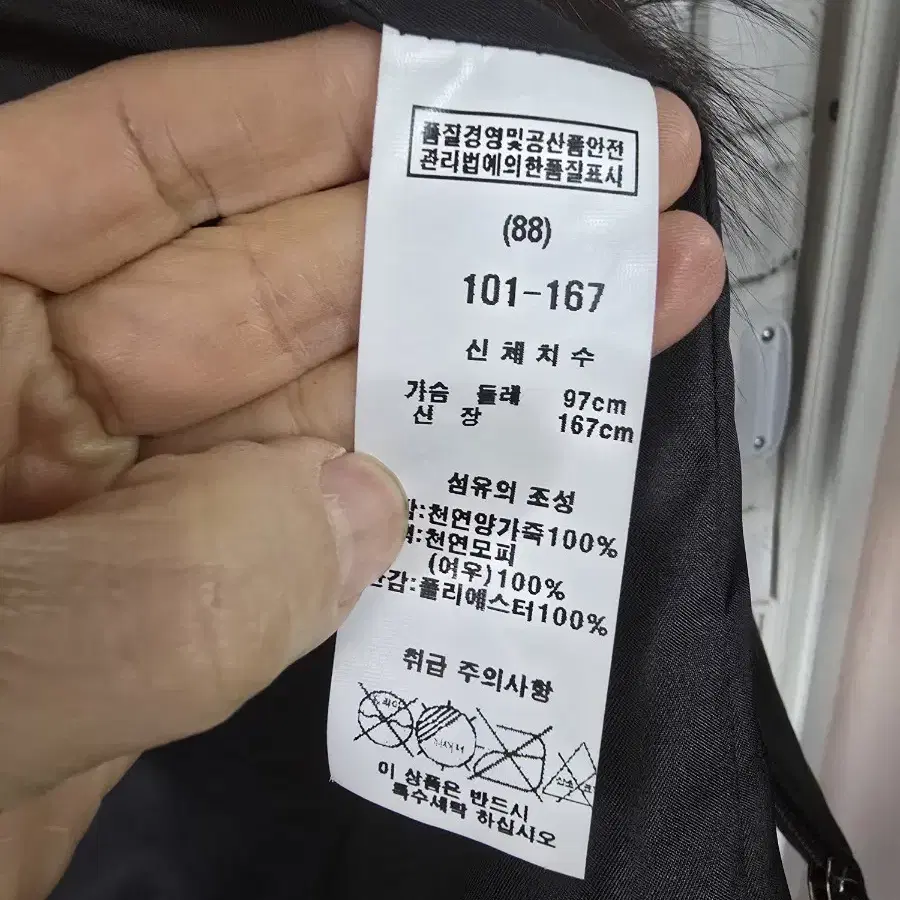 품질경영및공산품안전
관리법에의한품질표시
(88)
101-167
신체치수
가슴 둘레 97cm
신 장 167cm
섬유의 조성
:천연양가죽100%
:천연모피
(여우)100%
안감:폴리에스터100%
취급 주의사항
이 상품은 반드시
특수세탁 하십시오